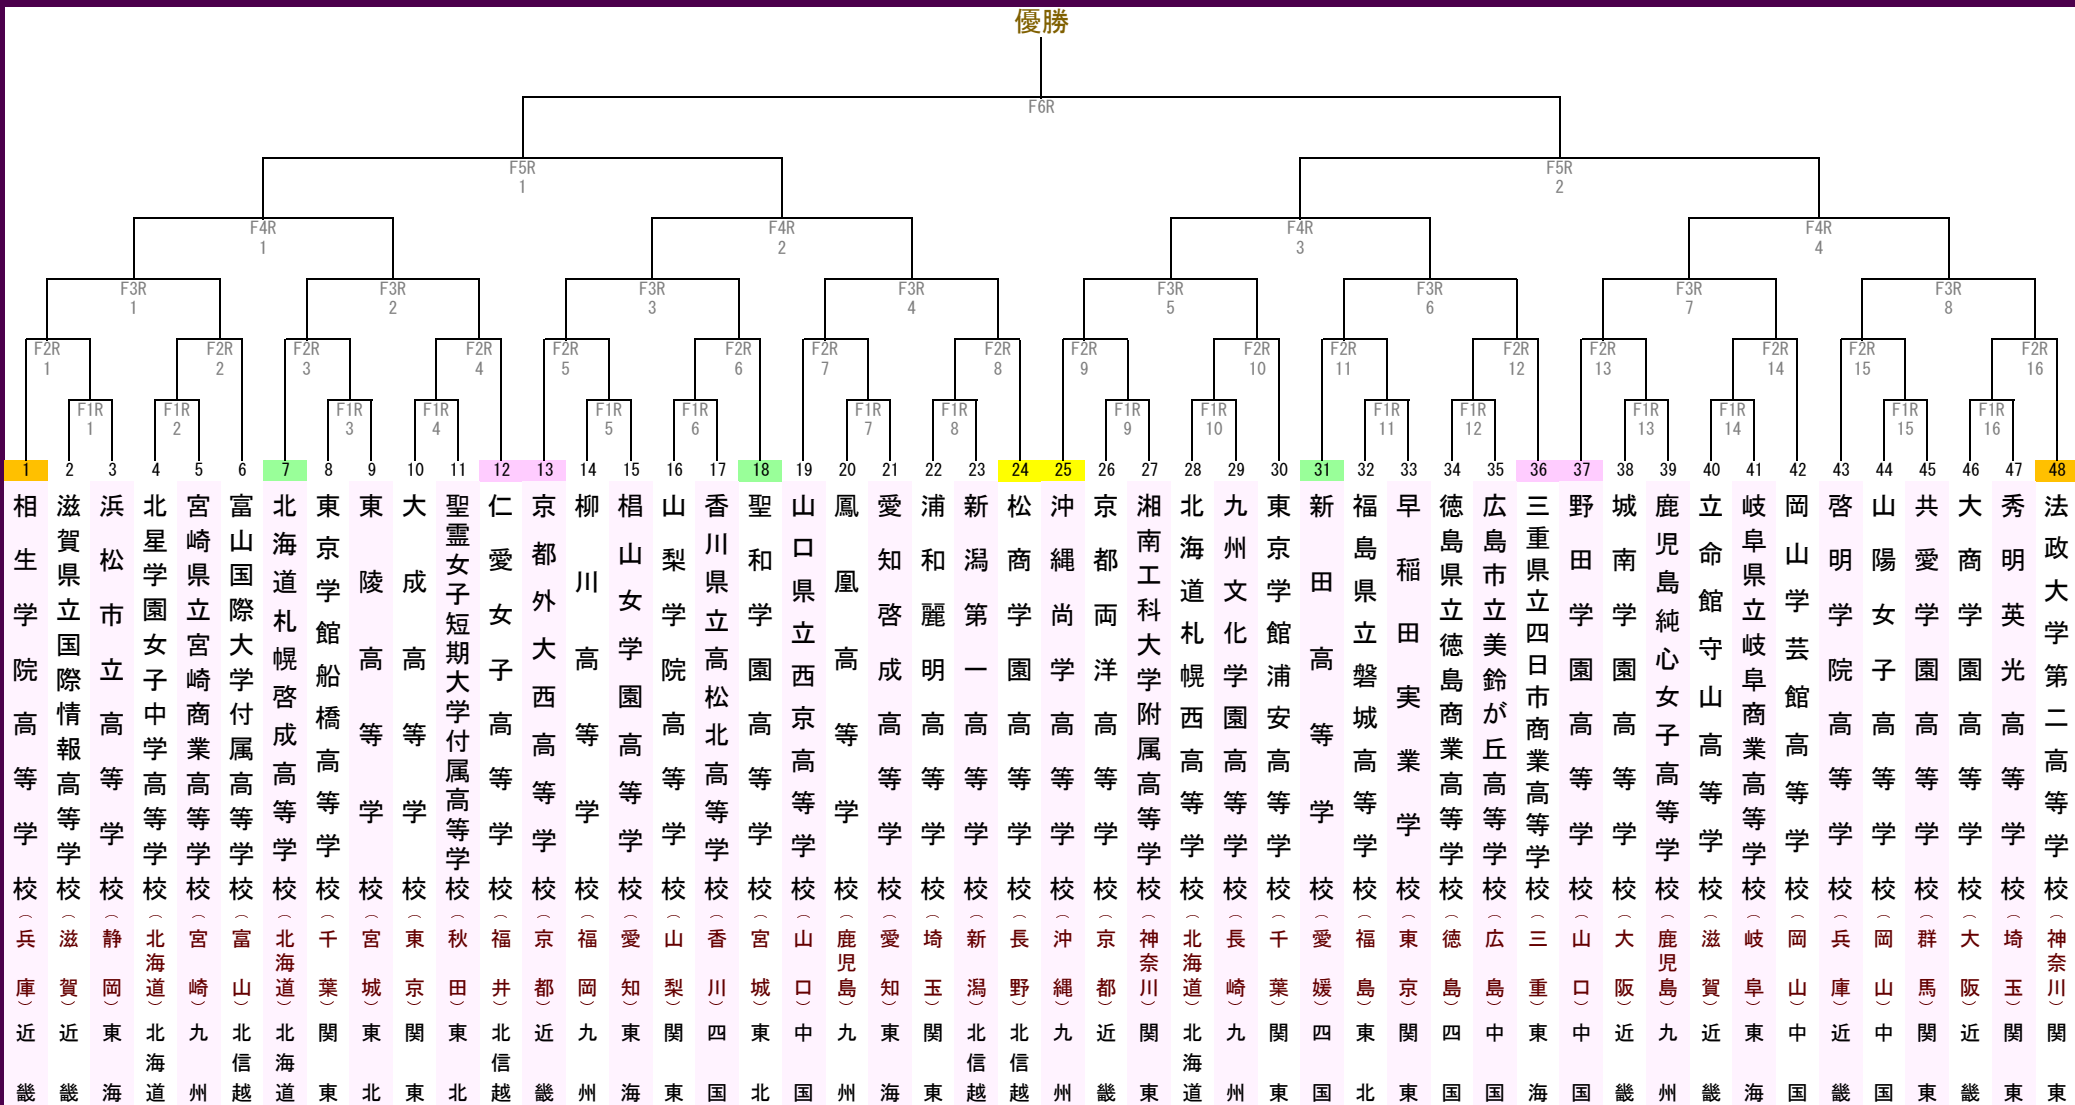 優勝
F6R
F5R
1
F5R
2
F4R
1
F4R
2
F4R
3
F4R
4
F3R
1
F3R
2
F3R
3
F3R
4
F3R
5
F3R
6
F3R
7
F3R
8
F2R
1
F2R
2
F2R
3
F2R
4
F2R
5
F2R
6
F2R
7
F2R
8
F2R
9
F2R
10
F2R
11
F2R
12
F2R
13
F2R
14
F2R
15
F2R
16
F1R
1
F1R
2
F1R
3
F1R
4
F1R
5
F1R
6
F1R
7
F1R
8
F1R
9
F1R
10
F1R
11
F1R
12
F1R
13
F1R
14
F1R
15
F1R
16
1 相生学院高等学校(兵庫)近畿
2 滋賀県立国際情報高等学校(滋賀)近畿
3 浜松市立高等学校(静岡)東海
4 北星学園女子中学高等学校(北海道)北海道
5 宮崎県立宮崎商業高等学校(宮崎)九州
6 富山国際大学付属高等学校(富山)北信越
7 北海道札幌啓成高等学校(北海道)北海道
8 東京学館船橋高等学校(千葉)関東
9 東陵高等学校(宮城)東北
10 大成高等学校(東京)関東
11 聖霊女子短期大学付属高等学校(秋田)東北
12 仁愛女子高等学校(福井)北信越
13 京都外大西高等学校(京都)近畿
14 柳川高等学校(福岡)九州
15 椙山女学園高等学校(愛知)東海
16 山梨学院高等学校(山梨)関東
17 香川県立高松北高等学校(香川)四国
18 聖和学園高等学校(宮城)東北
19 山口県立西京高等学校(山口)中国
20 鳳凰高等学校(鹿児島)九州
21 愛知啓成高等学校(愛知)東海
22 浦和麗明高等学校(埼玉)関東
23 新潟第一高等学校(新潟)北信越
24 松商学園高等学校(長野)北信越
25 沖縄尚学高等学校(沖縄)九州
26 京都両洋高等学校(京都)近畿
27 湘南工科大学附属高等学校(神奈川)関東
28 北海道札幌西高等学校(北海道)北海道
29 九州文化学園高等学校(長崎)九州
30 東京学館浦安高等学校(千葉)関東
31 新田高等学校(愛媛)四国
32 福島県立磐城高等学校(福島)東北
33 早稲田実業学校(東京)関東
34 徳島県立徳島商業高等学校(徳島)四国
35 広島市立美鈴が丘高等学校(広島)中国
36 三重県立四日市商業高等学校(三重)東海
37 野田学園高等学校(山口)中国
38 城南学園高等学校(大阪)近畿
39 鹿児島純心女子高等学校(鹿児島)九州
40 立命館守山高等学校(滋賀)近畿
41 岐阜県立岐阜商業高等学校(岐阜)東海
42 岡山学芸館高等学校(岡山)中国
43 啓明学院高等学校(兵庫)近畿
44 山陽女子高等学校(岡山)中国
45 共愛学園高等学校(群馬)関東
46 大商学園高等学校(大阪)近畿
47 秀明英光高等学校(埼玉)関東
48 法政大学第二高等学校(神奈川)関東